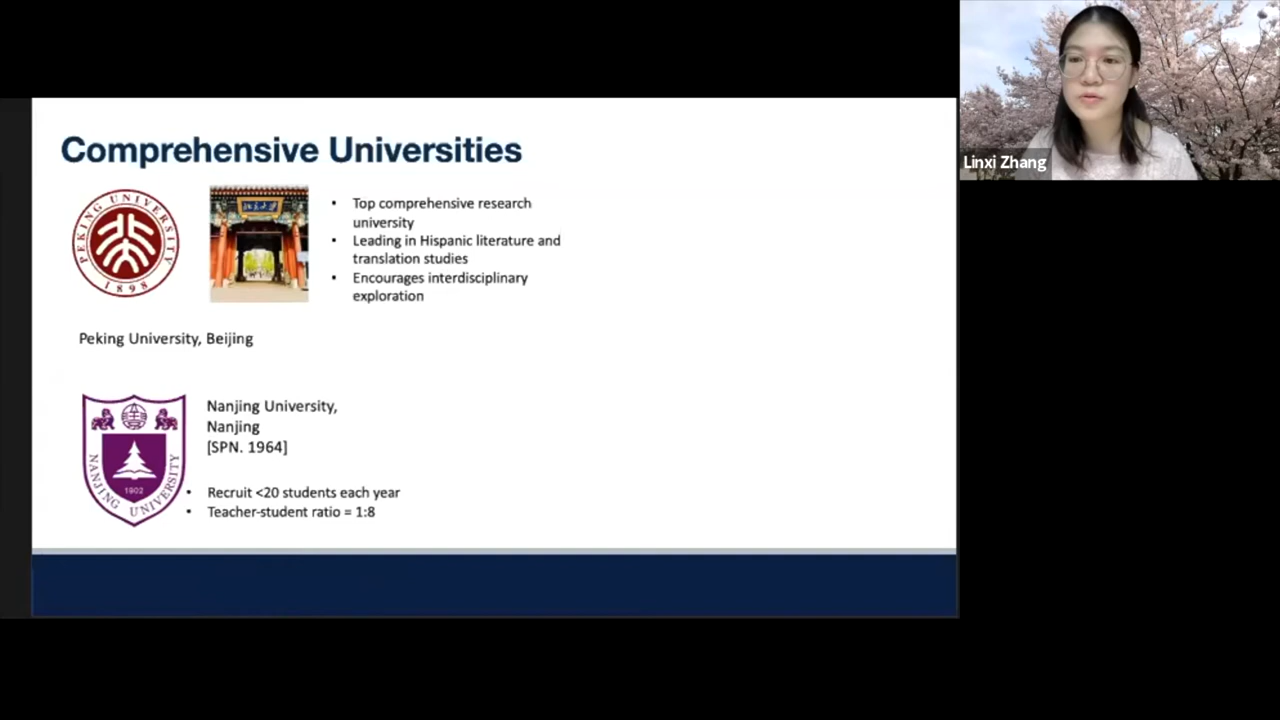 Comprehensive Universities
PEKING UNIVERSITY
1898
• Top comprehensive research
university
• Leading in Hispanic literature and
translation studies
• Encourages interdisciplinary
exploration
Peking University, Beijing
NANJING UNIVERSITY
1902
Nanjing University,
Nanjing
[SPN. 1964]
• Recruit <20 students each year
• Teacher-student ratio = 1:8
Linxi Zhang